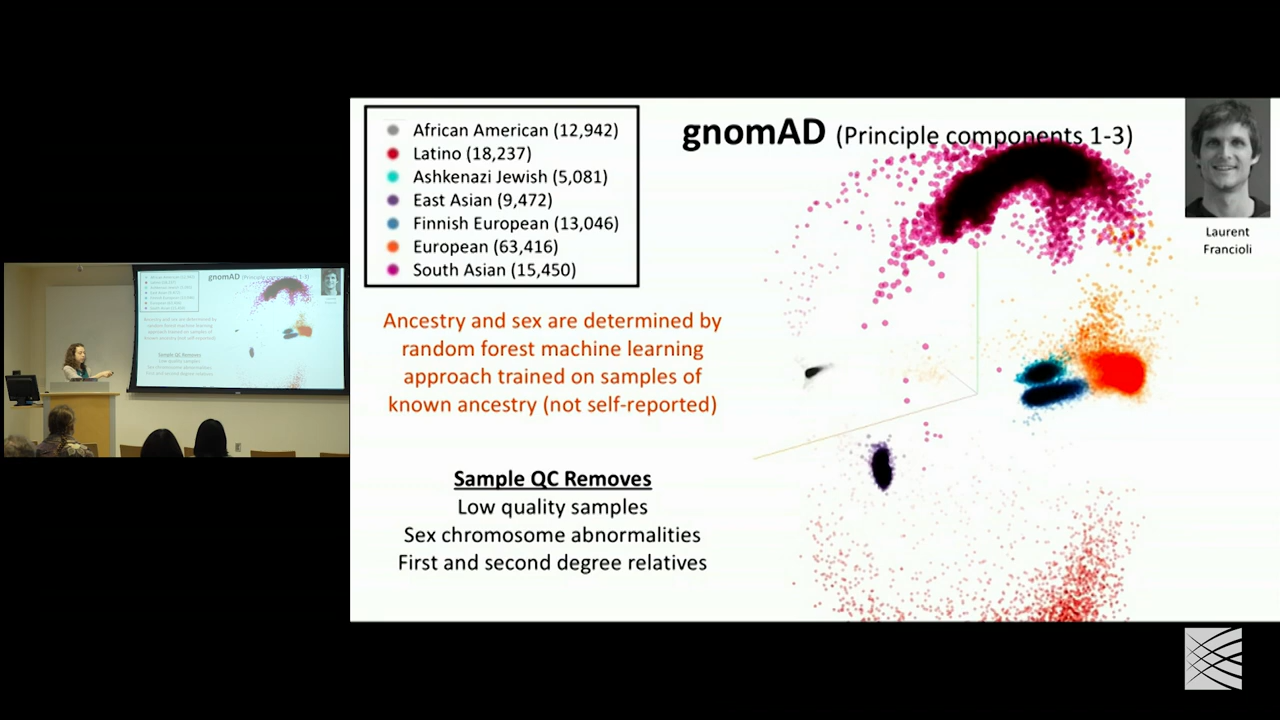 African American (12,942)
Latino (18,237)
Ashkenazi Jewish (5,081)
East Asian (9,472)
Finnish European (13,046)
European (63,416)
South Asian (15,450)
gnomAD (Principle components 1-3)
Laurent
Francioli
Ancestry and sex are determined by
random forest machine learning
approach trained on samples of
known ancestry (not self-reported)
Sample QC Removes
Low quality samples
Sex chromosome abnormalities
First and second degree relatives